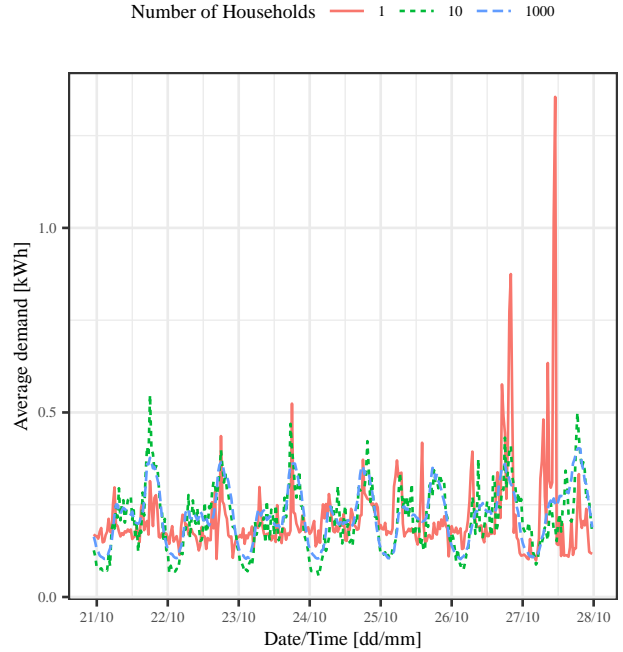 Number of Households 1 10 1000
Average demand [kWh]
1.0
0.5
0.0
21/10 22/10 23/10 24/10 25/10 26/10 27/10 28/10
Date/Time [dd/mm]